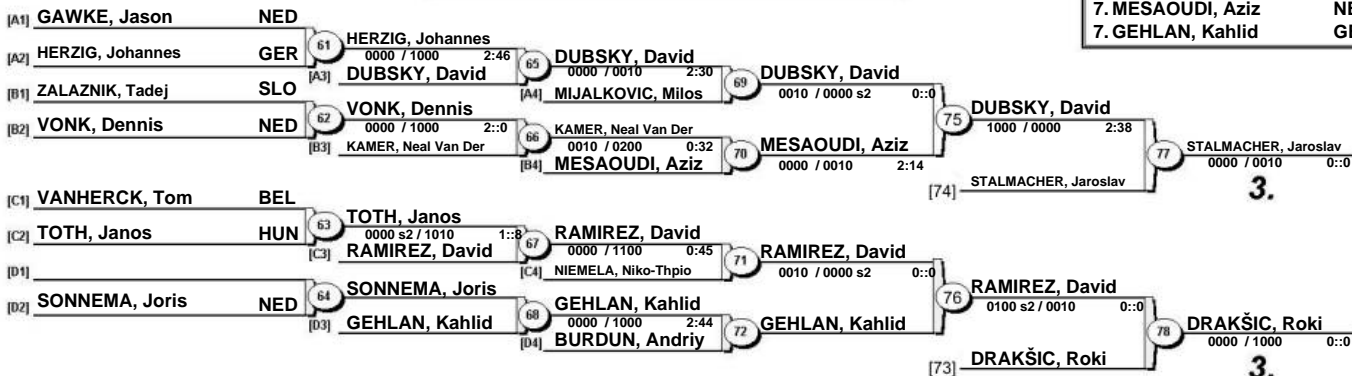 7. MESAOUDI, Aziz NE
7. GEHLAN, Kahlid GE
[A1] GAWKE, Jason NED
[A2] HERZIG, Johannes GER
61
HERZIG, Johannes
0000 / 1000 2:46
[A3] DUBSKY, David
65
DUBSKY, David
0000 / 0010 2:30
[A4] MIJALKOVIC, Milos
69
DUBSKY, David
0010 / 0000 s2 0::0
[B1] ZALAZNIK, Tadej SLO
[B2] VONK, Dennis NED
62
VONK, Dennis
0000 / 1000 2::0
[B3] KAMER, Neal Van Der
66
KAMER, Neal Van Der
0010 / 0200 0:32
[B4] MESAOUDI, Aziz
70
MESAOUDI, Aziz
0000 / 0010 2:14
75
DUBSKY, David
1000 / 0000 2:38
[74] STALMACHER, Jaroslav
77
STALMACHER, Jaroslav
0000 / 0010 0::0
3.
[C1] VANHERCK, Tom BEL
[C2] TOTH, Janos HUN
63
TOTH, Janos
0000 s2 / 1010 1::8
[C3] RAMIREZ, David
67
RAMIREZ, David
0000 / 1100 0:45
[C4] NIEMELA, Niko-Thpio
71
RAMIREZ, David
0010 / 0000 s2 0::0
[D1]
[D2] SONNEMA, Joris NED
64
SONNEMA, Joris
[D3] GEHLAN, Kahlid
68
GEHLAN, Kahlid
0000 / 1000 2:44
[D4] BURDUN, Andriy
72
GEHLAN, Kahlid
76
RAMIREZ, David
0100 s2 / 0010 0::0
[73] DRAKŠIC, Roki
78
DRAKŠIC, Roki
0000 / 1000 0::0
3.